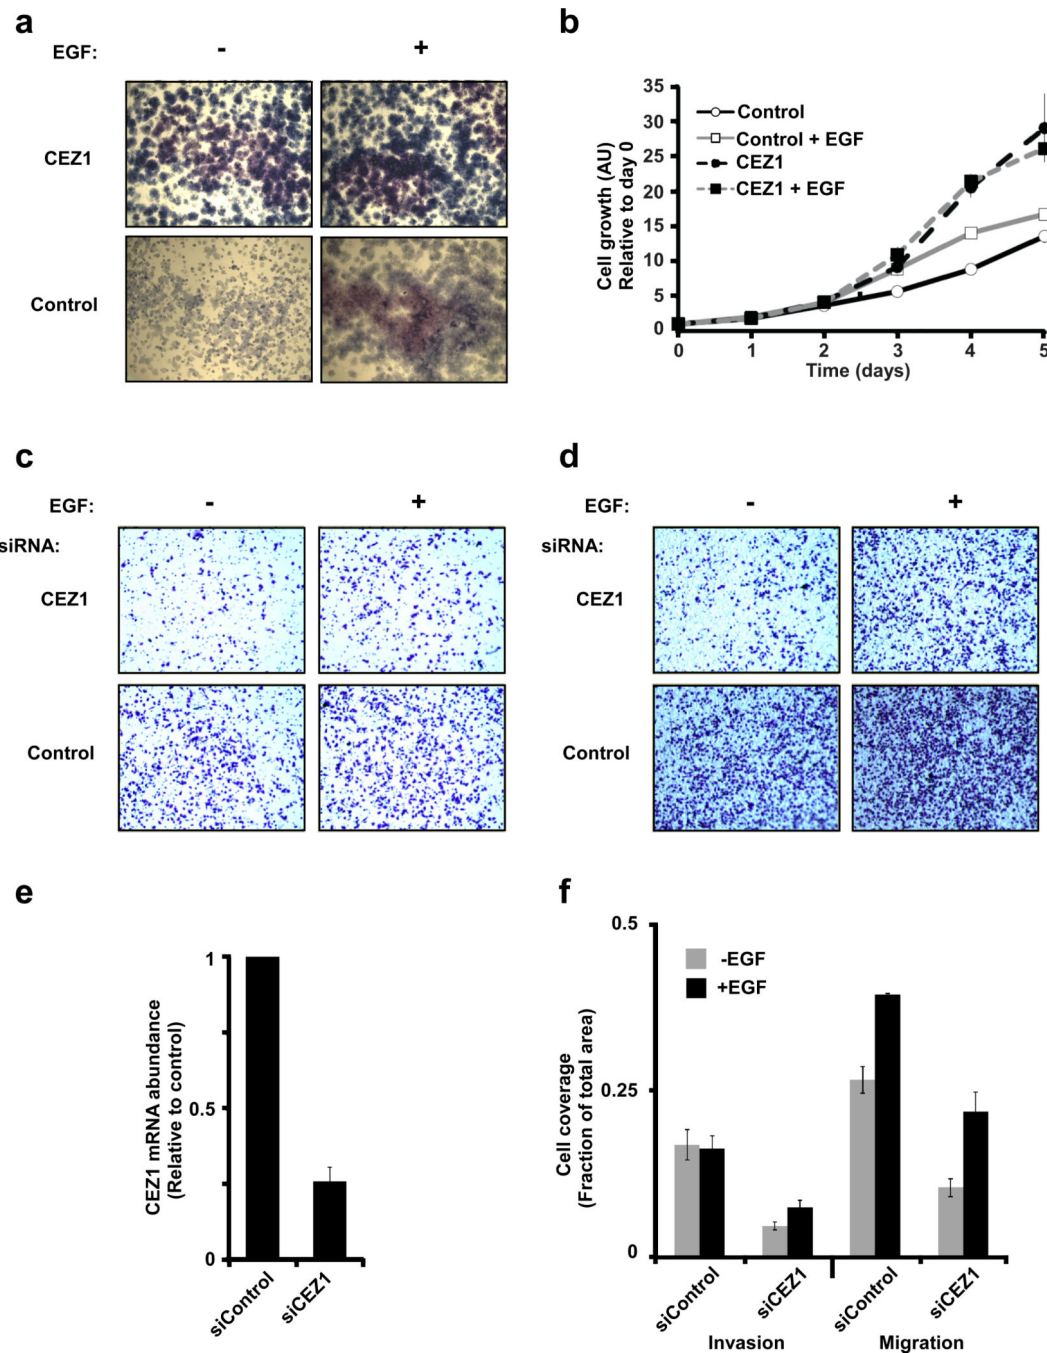 a
EGF:
-
+
CEZ1
Control
b
Cell growth (AU)
Relative to day 0
35
30
25
20
15
10
5
0
Control
Control + EGF
CEZ1
CEZ1 + EGF
0 1 2 3 4 5
Time (days)
c
EGF:
-
+
siRNA:
CEZ1
Control
d
EGF:
-
+
siRNA:
CEZ1
Control
e
CEZ1 mRNA abundance
(Relative to control)
1
0.5
0
siControl
siCEZ1
f
Cell coverage
(Fraction of total area)
0.5
0.25
0
-EGF
+EGF
siControl
siCEZ1
siControl
siCEZ1
Invasion
Migration